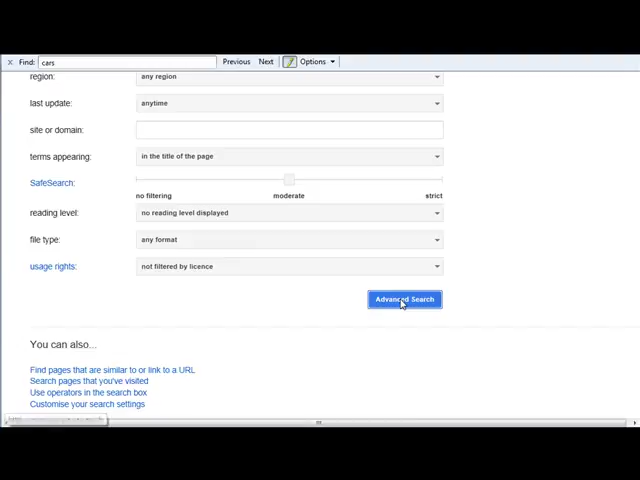 x Find: cars Previous Next Options
region: any region
last update: anytime
site or domain:
terms appearing: in the title of the page
SafeSearch:
no filtering moderate strict
reading level: no reading level displayed
file type: any format
usage rights: not filtered by licence
Advanced Search
You can also...
Find pages that are similar to or link to a URL
Search pages that you've visited
Use operators in the search box
Customise your search settings